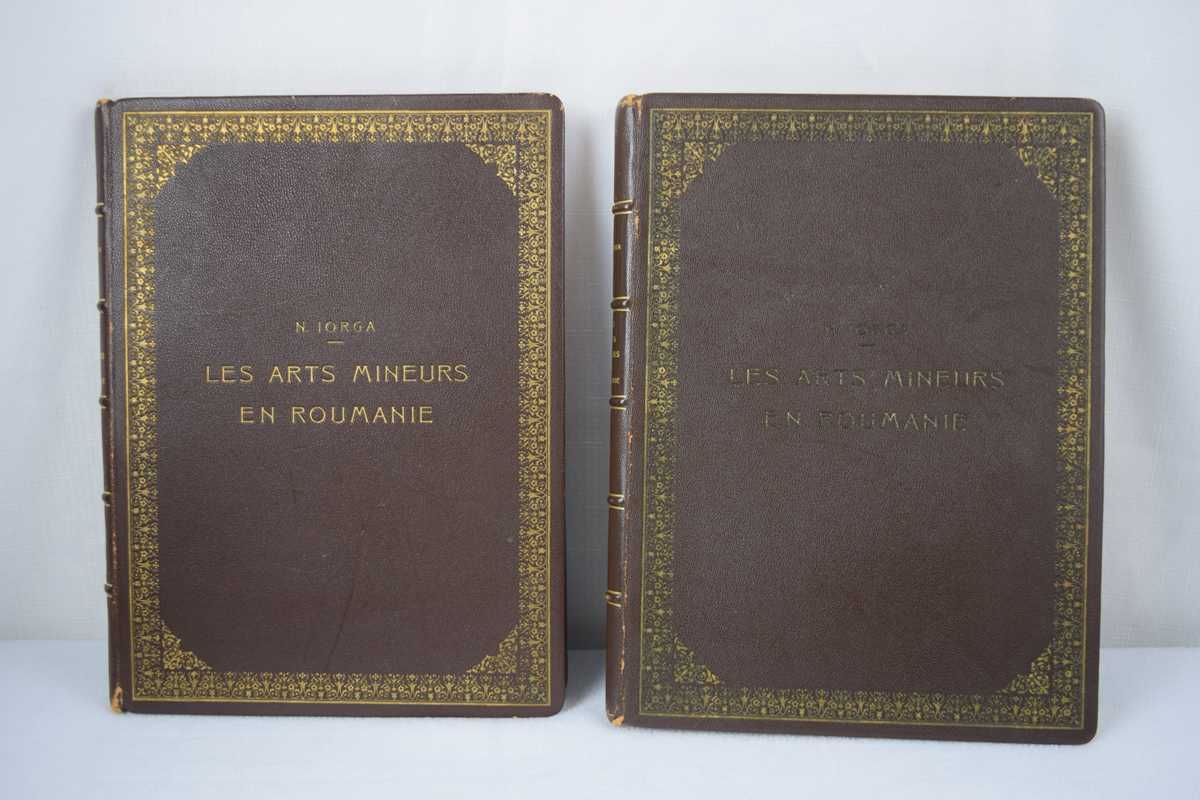 N. IORGA
LES ARTS MINEURS
EN ROUMANIE
N. IORGA
LES ARTS MINEURS
EN ROUMANIE